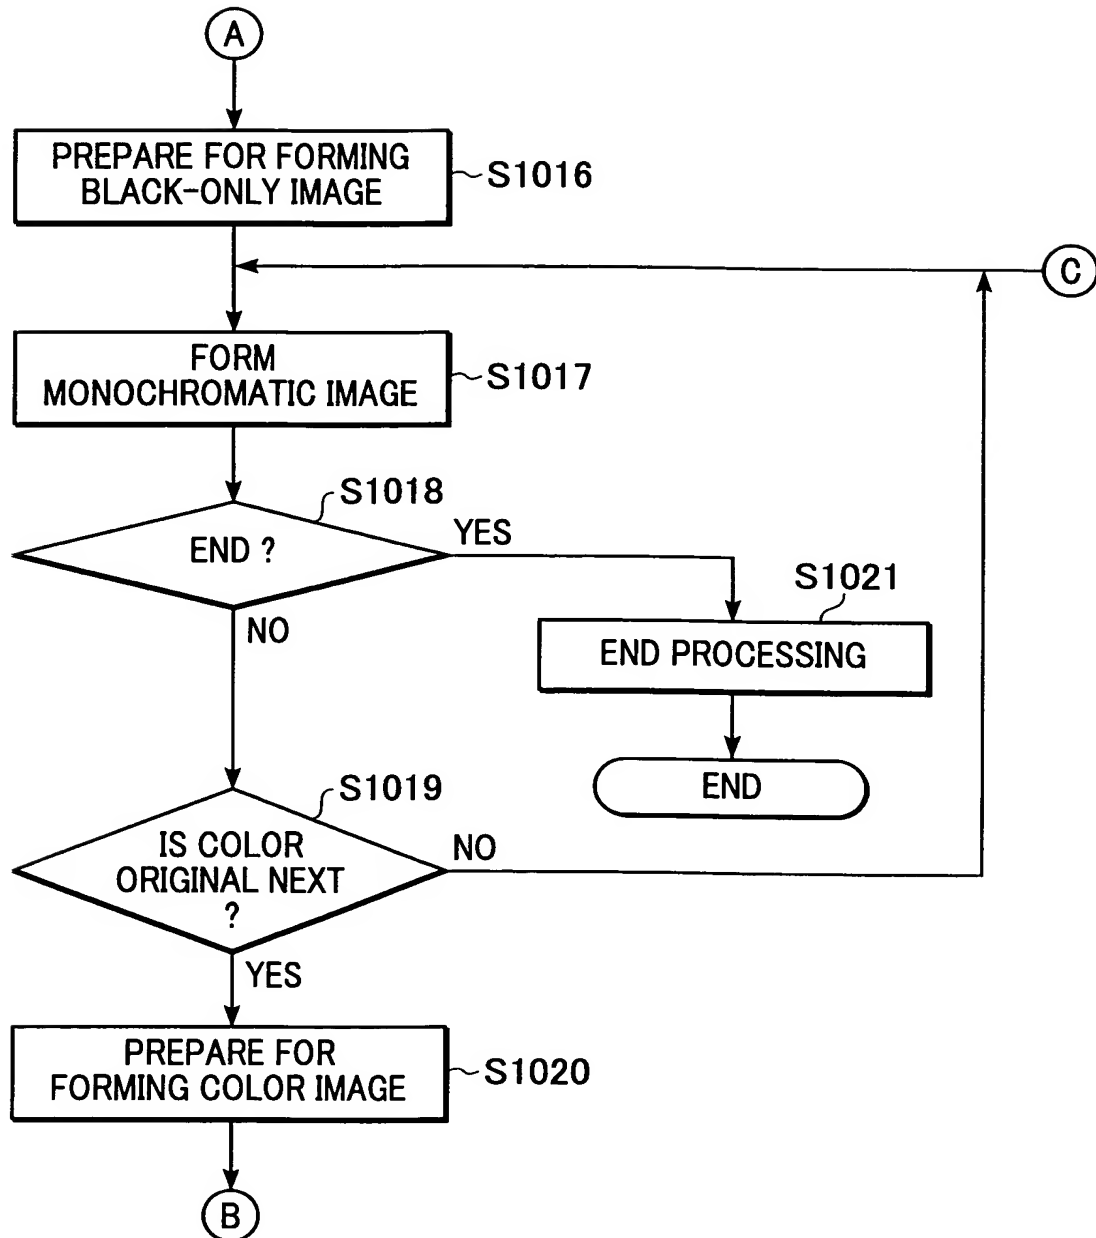 A
PREPARE FOR FORMING
BLACK-ONLY IMAGE
S1016
C
FORM
MONOCHROMATIC IMAGE
S1017
S1018
END ?
YES
NO
S1021
END PROCESSING
END
S1019
IS COLOR
ORIGINAL NEXT
?
NO
YES
PREPARE FOR
FORMING COLOR IMAGE
S1020
B